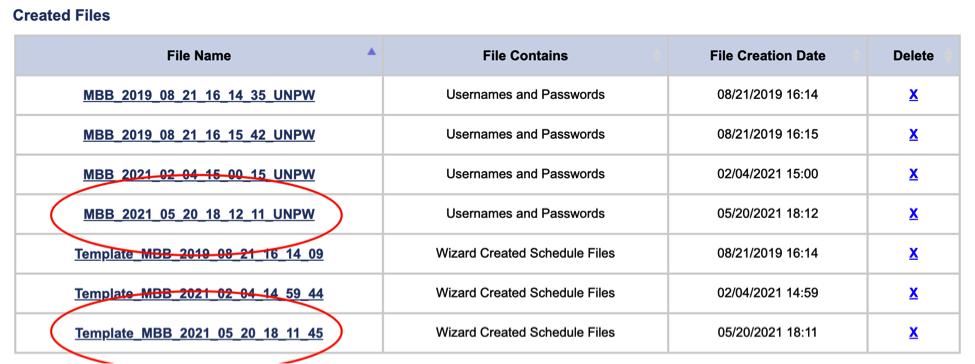 Created Files
File Name File Contains File Creation Date Delete
MBB_2019_08_21_16_14_35_UNPW Usernames and Passwords 08/21/2019 16:14 X
MBB_2019_08_21_16_15_42_UNPW Usernames and Passwords 08/21/2019 16:15 X
MBB_2021_02_04_15_00_15_UNPW Usernames and Passwords 02/04/2021 15:00 X
MBB_2021_05_20_18_12_11_UNPW Usernames and Passwords 05/20/2021 18:12 X
Template_MBB_2019_08_21_16_14_09 Wizard Created Schedule Files 08/21/2019 16:14 X
Template_MBB_2021_02_04_14_59_44 Wizard Created Schedule Files 02/04/2021 14:59 X
Template_MBB_2021_05_20_18_11_45 Wizard Created Schedule Files 05/20/2021 18:11 X